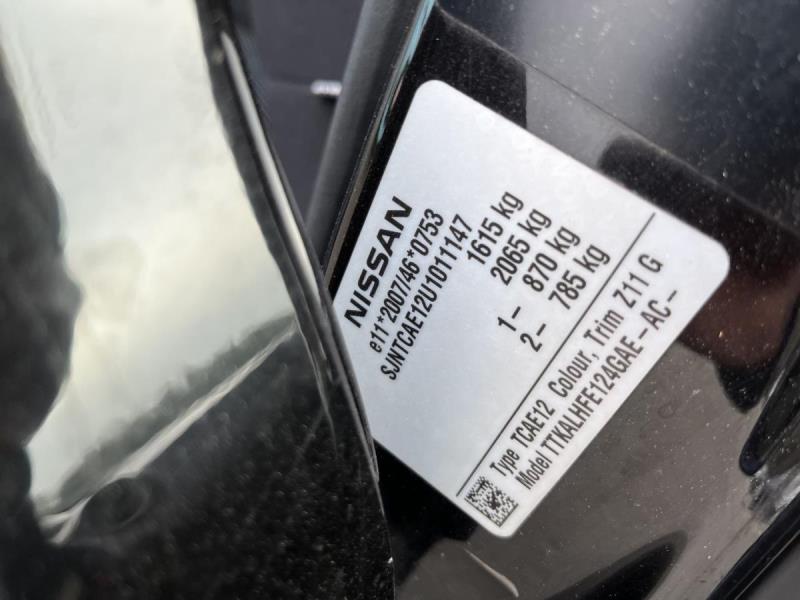 NISSAN
e11*2007/46*0753
SJNTCAE12U1011147
1615 kg
2065 kg
1– 870 kg
2– 785 kg
Type TCAE12 Colour, Trim Z11 G
Model TTKALHFE124GAE–AC–